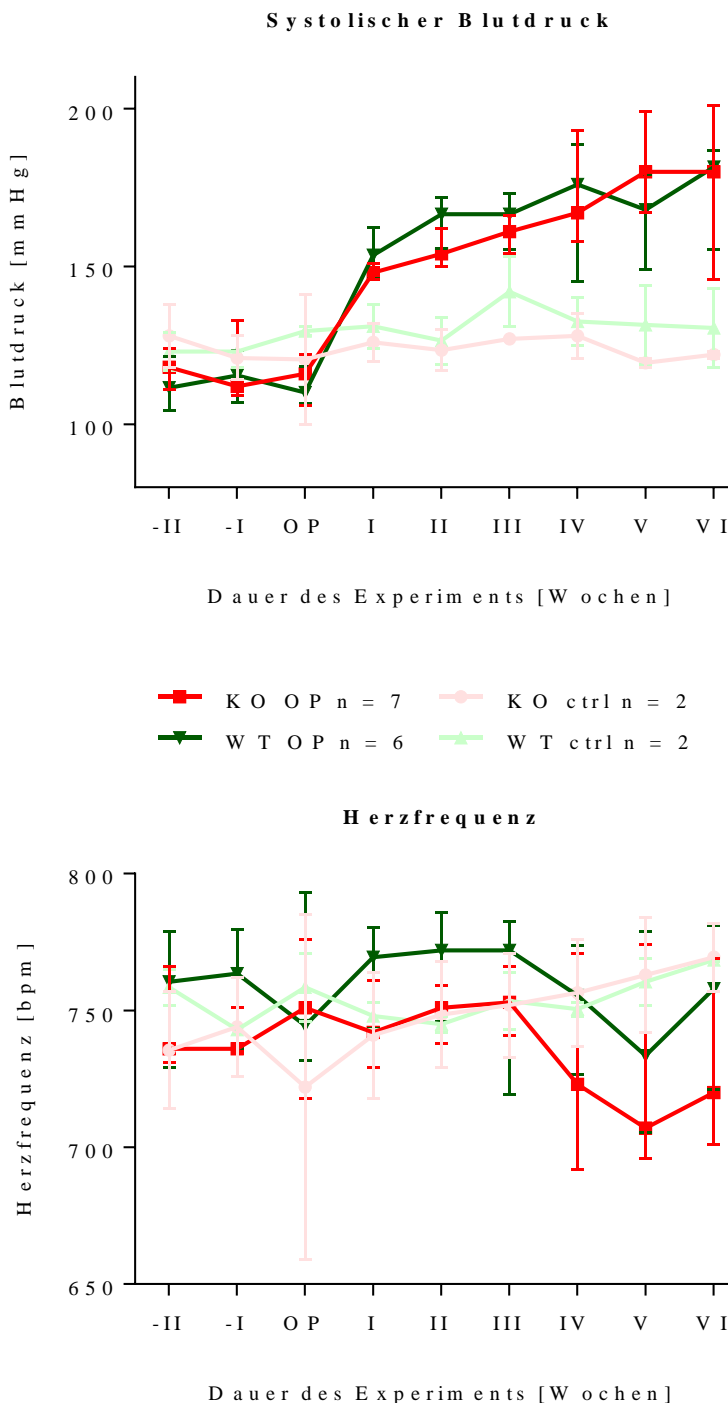 Systolischer Blutdruck
Blutdruck [mmHg]
200
150
100
-II -I OP I II III IV V VI
Dauer des Experiments [Wochen]
KO OP n = 7 KO ctrl n = 2
WT OP n = 6 WT ctrl n = 2
Herzfrequenz
Herzfrequenz [bpm]
800
750
700
650
-II -I OP I II III IV V VI
Dauer des Experiments [Wochen]